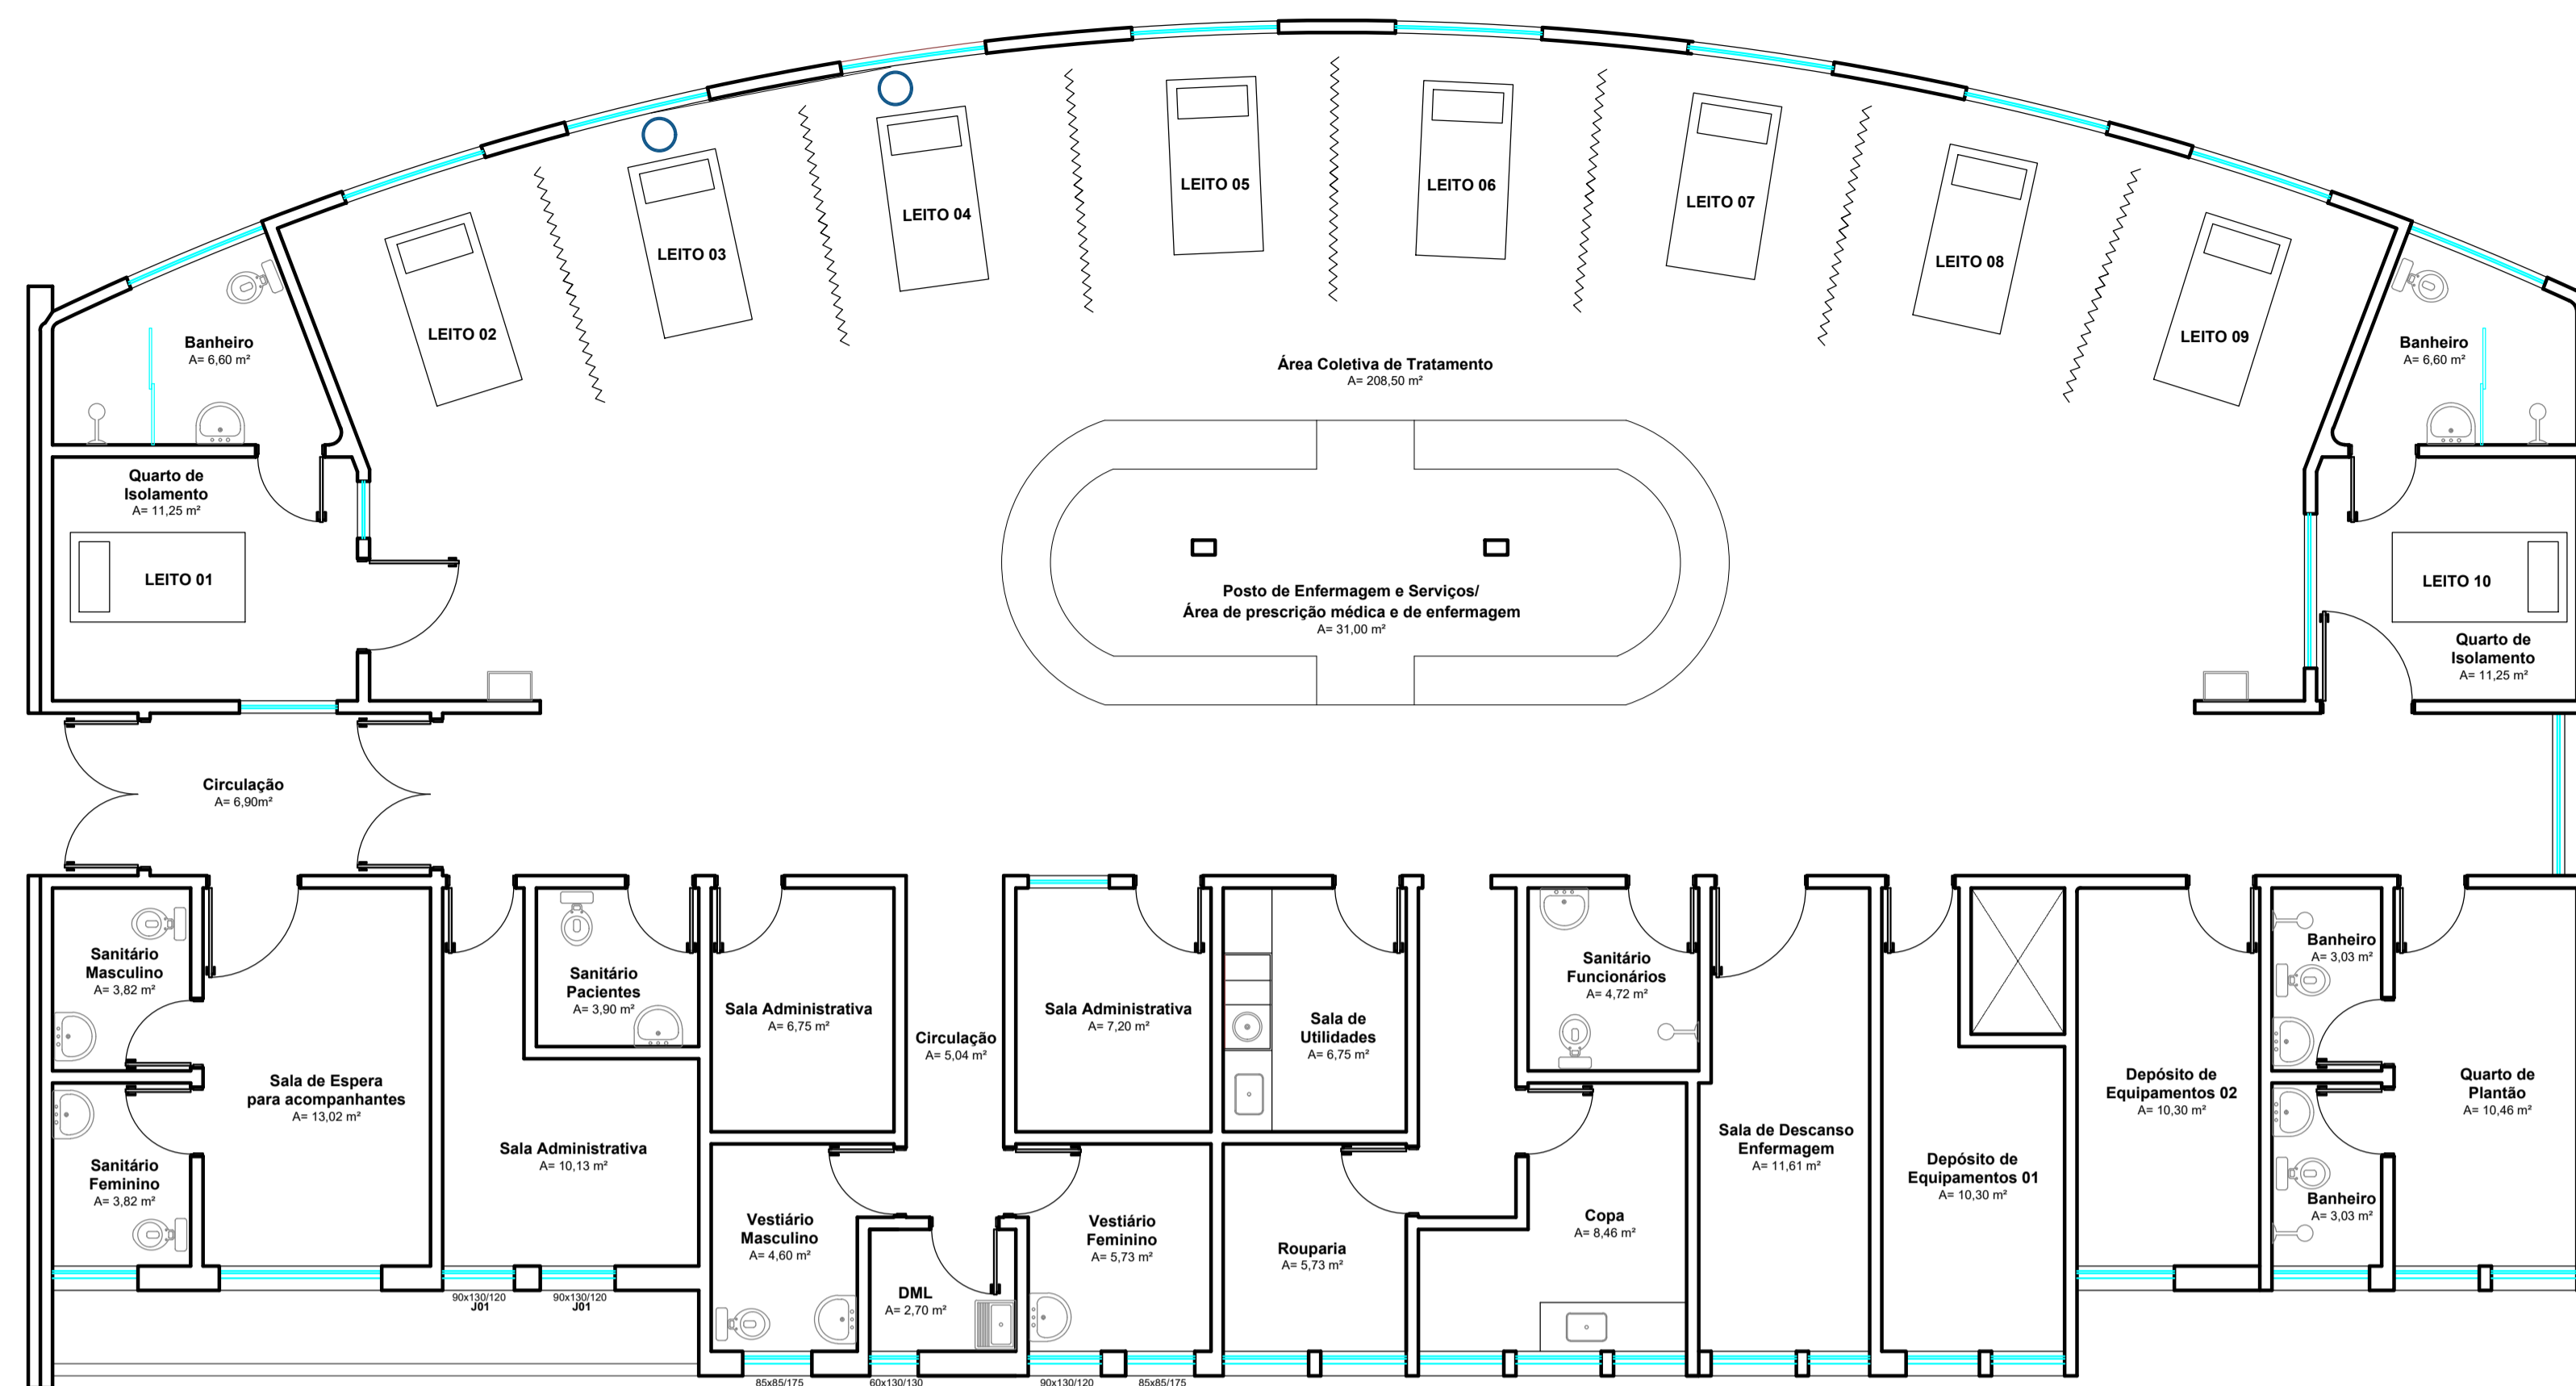 LEITO 05
LEITO 06
LEITO 07
LEITO 04
LEITO 03
LEITO 08
LEITO 02
LEITO 09
Banheiro
A= 6,60 m²
Banheiro
A= 6,60 m²
Área Coletiva de Tratamento
A= 208,50 m²
Quarto de
Isolamento
A= 11,25 m²
LEITO 01
LEITO 10
Posto de Enfermagem e Serviços/
Área de prescrição médica e de enfermagem
A= 31,00 m²
Quarto de
Isolamento
A= 11,25 m²
Circulação
A= 6,90m²
Sanitário
Masculino
A= 3,82 m²
Sanitário
Pacientes
A= 3,90 m²
Sala Administrativa
A= 6,75 m²
Circulação
A= 5,04 m²
Sala Administrativa
A= 7,20 m²
Sala de
Utilidades
A= 6,75 m²
Sanitário
Funcionários
A= 4,72 m²
Banheiro
A= 3,03 m²
Sala de Espera
para acompanhantes
A= 13,02 m²
Depósito de
Equipamentos 02
A= 10,30 m²
Quarto de
Plantão
A= 10,46 m²
Sala Administrativa
A= 10,13 m²
Sala de Descanso
Enfermagem
A= 11,61 m²
Depósito de
Equipamentos 01
A= 10,30 m²
Sanitário
Feminino
A= 3,82 m²
Vestiário
Masculino
A= 4,60 m²
Vestiário
Feminino
A= 5,73 m²
Rouparia
A= 5,73 m²
Copa
A= 8,46 m²
Banheiro
A= 3,03 m²
DML
A= 2,70 m²
90x130/120
J01
90x130/120
J01
85x85/175
60x130/130
90x130/120
85x85/175